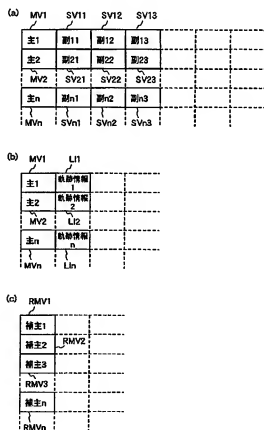 (a) MV1 SV11 SV12 SV13
主1 副11 副12 副13
主2 副21 副22 副23
MV2 SV21 SV22 SV23
主n 副n1 副n2 副n3
MVn SVn1 SVn2 SVn3
(b) MV1 LI1
主1 軌跡情報1
主2 軌跡情報2
MV2 LI2
主n 軌跡情報n
MVn LIn
(c) RMV1
補主1
補主2 RMV2
補主3
RMV3
補主n
RMVn